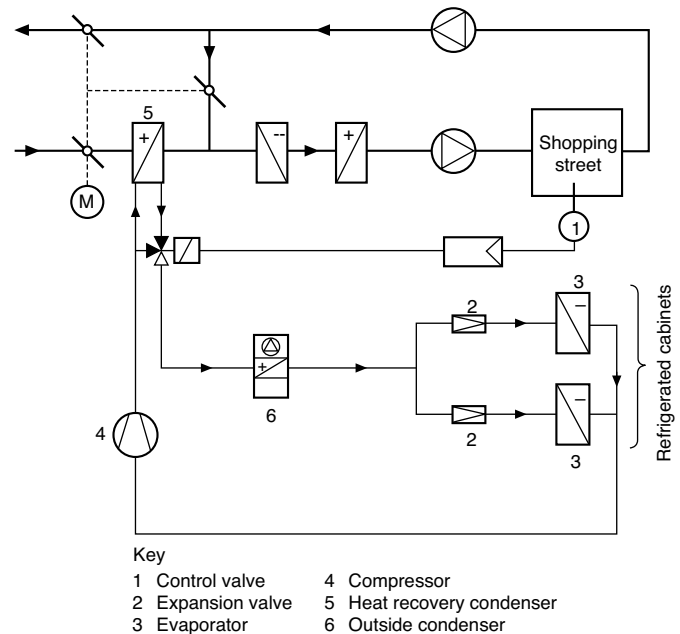 5
+
--
+
Shopping
street
M
1
Refrigerated cabinets
2
3
–
+
6
2
–
3
4
Key
1 Control valve
2 Expansion valve
3 Evaporator
4 Compressor
5 Heat recovery condenser
6 Outside condenser